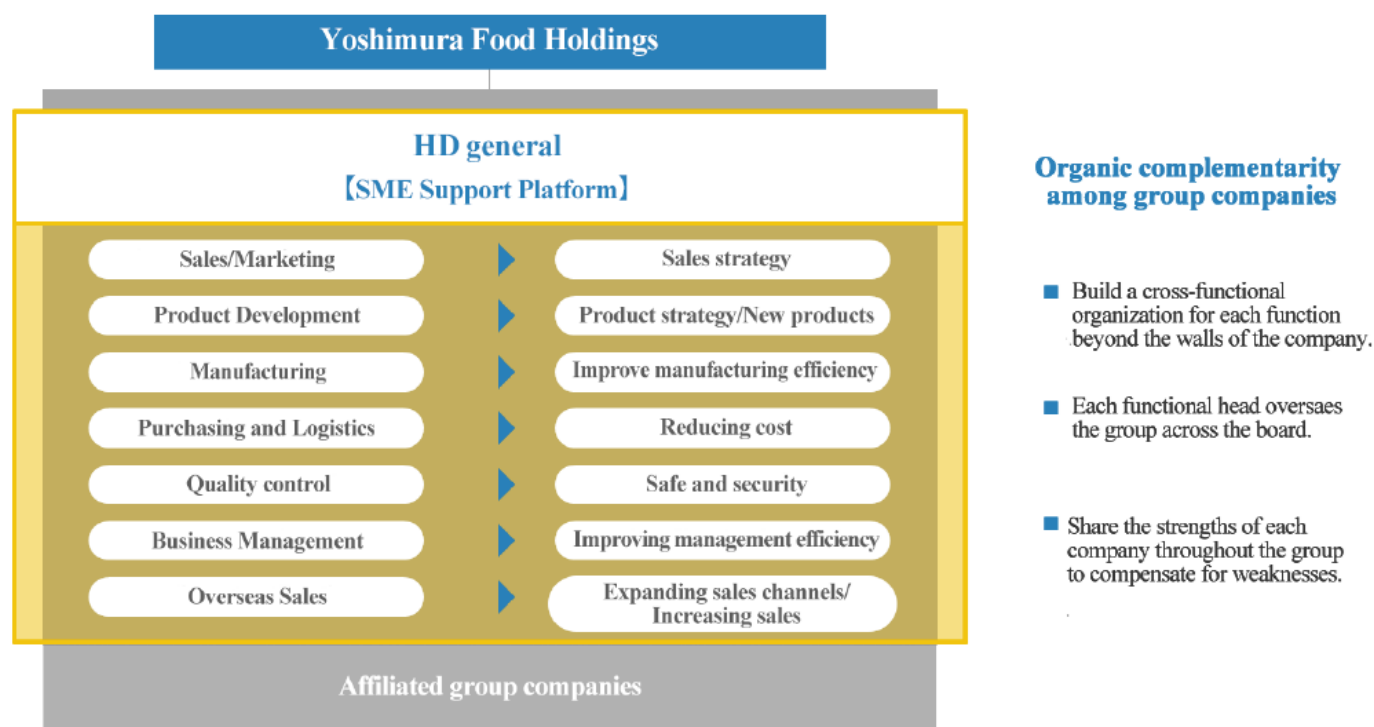 Yoshimura Food Holdings
HD general
【SME Support Platform】
Sales/Marketing
Sales strategy
Product Development
Product strategy/New products
Manufacturing
Improve manufacturing efficiency
Purchasing and Logistics
Reducing cost
Quality control
Safe and security
Business Management
Improving management efficiency
Overseas Sales
Expanding sales channels/
Increasing sales
Affiliated group companies
Organic complementarity
among group companies
Build a cross-functional
organization for each function
beyond the walls of the company.
Each functional head oversaes
the group across the board.
Share the strengths of each
company throughout the group
to compensate for weaknesses.